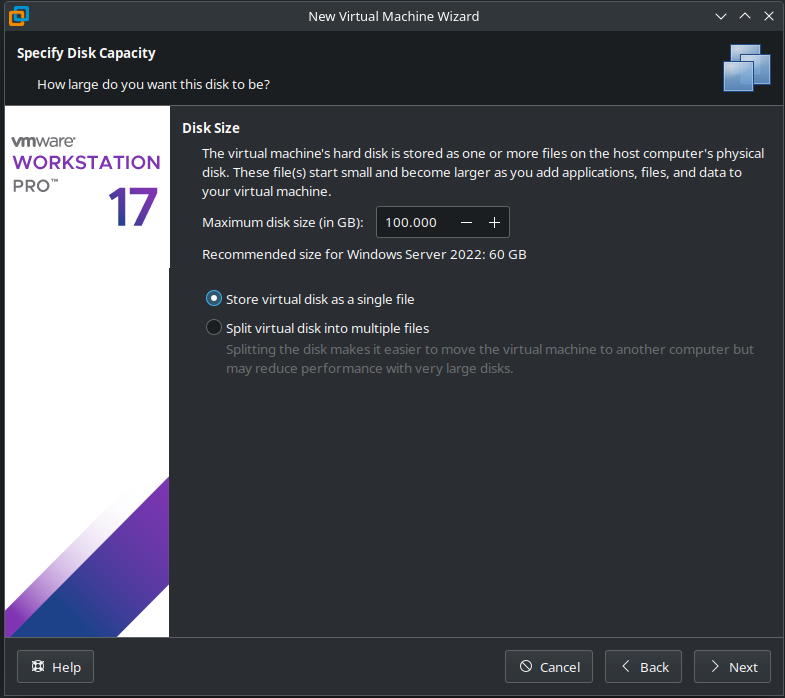 New Virtual Machine Wizard
Specify Disk Capacity
How large do you want this disk to be?
vmware®
WORKSTATION
PRO™
17
Disk Size
The virtual machine's hard disk is stored as one or more files on the host computer's physical
disk. These file(s) start small and become larger as you add applications, files, and data to
your virtual machine.
Maximum disk size (in GB): 100.000
Recommended size for Windows Server 2022: 60 GB
Store virtual disk as a single file
Split virtual disk into multiple files
Splitting the disk makes it easier to move the virtual machine to another computer but
may reduce performance with very large disks.
Help Cancel Back Next